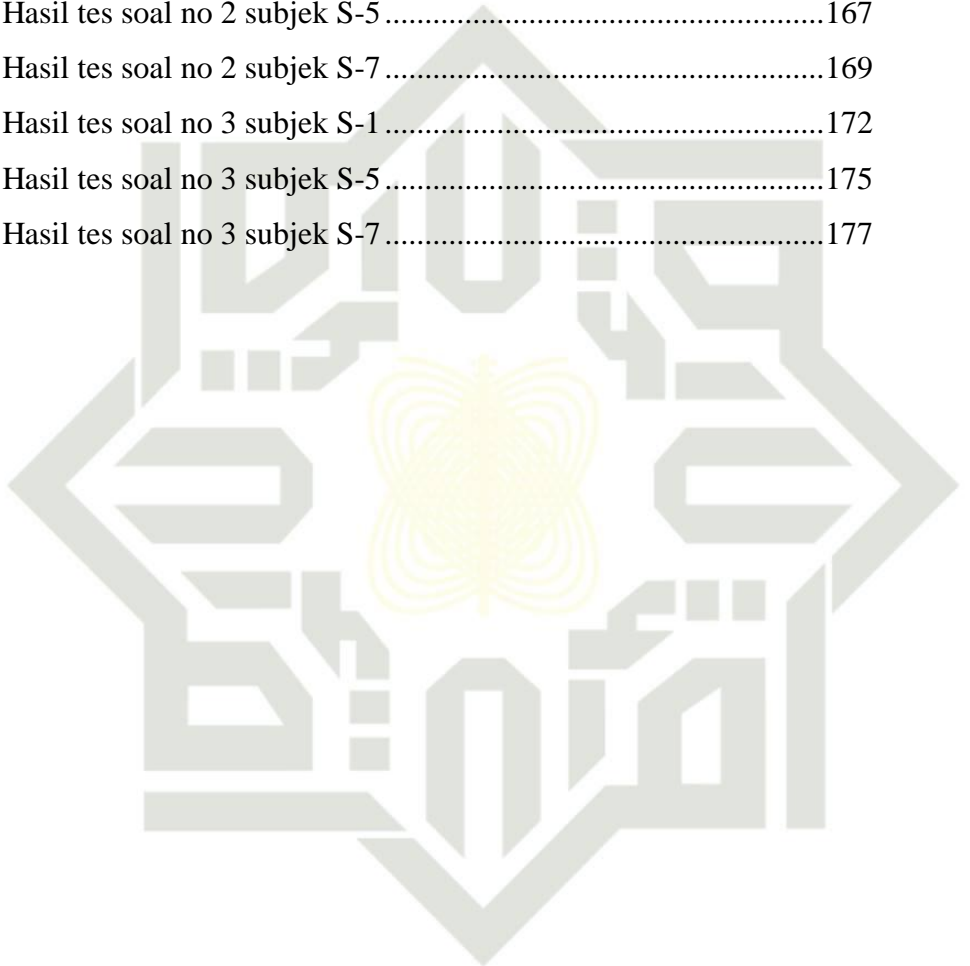 Hasil tes soal no 2 subjek S-5.......................................................167
Hasil tes soal no 2 subjek S-7.......................................................169
Hasil tes soal no 3 subjek S-1.......................................................172
Hasil tes soal no 3 subjek S-5.......................................................175
Hasil tes soal no 3 subjek S-7.......................................................177